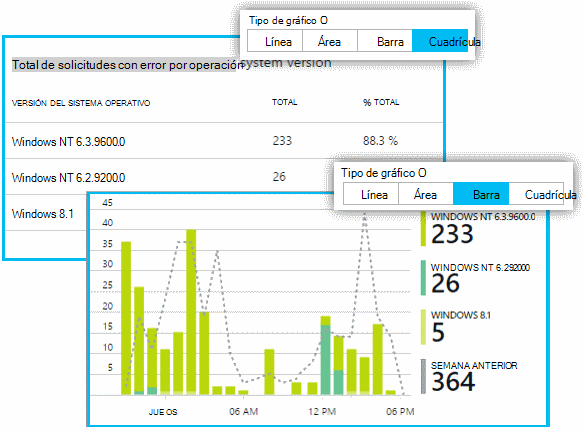 Tipo de gráfico O
Línea Área Barra Cuadrícula
Total de solicitudes con error por operación system version
VERSIÓN DEL SISTEMA OPERATIVO TOTAL % TOTAL
Windows NT 6.3.9600.0 233 88.3 %
Windows NT 6.2.9200.0 26
Windows 8.1
Tipo de gráfico O
Línea Área Barra Cuadrícula
45
40
35
30
25
20
15
10
5
JUE OS 06 AM 12 PM 06 PM
WINDOWS NT 6.3.9600.0
233
WINDOWS NT 6.292000
26
WINDOWS 8.1
5
SEMANA ANTERIOR
364